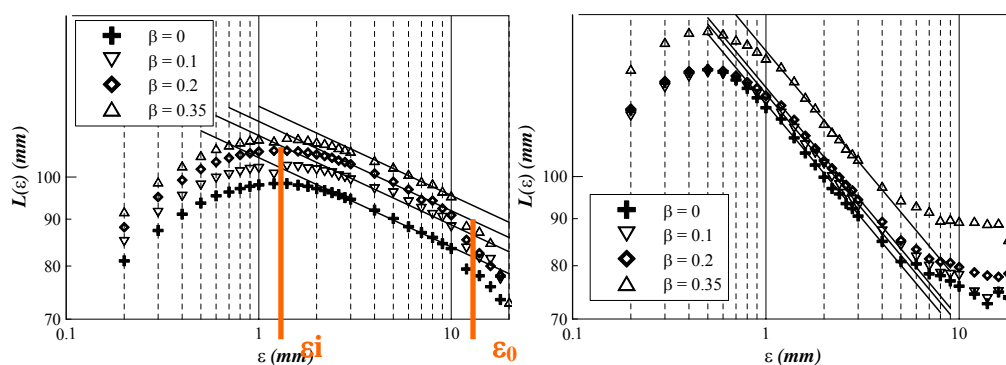 β = 0
β = 0.1
β = 0.2
β = 0.35
L(ε) (mm)
100
90
80
70
0.1
1
10
εi
ε0
ε (mm)
β = 0
β = 0.1
β = 0.2
β = 0.35
L(ε) (mm)
100
90
80
70
0.1
1
10
ε (mm)